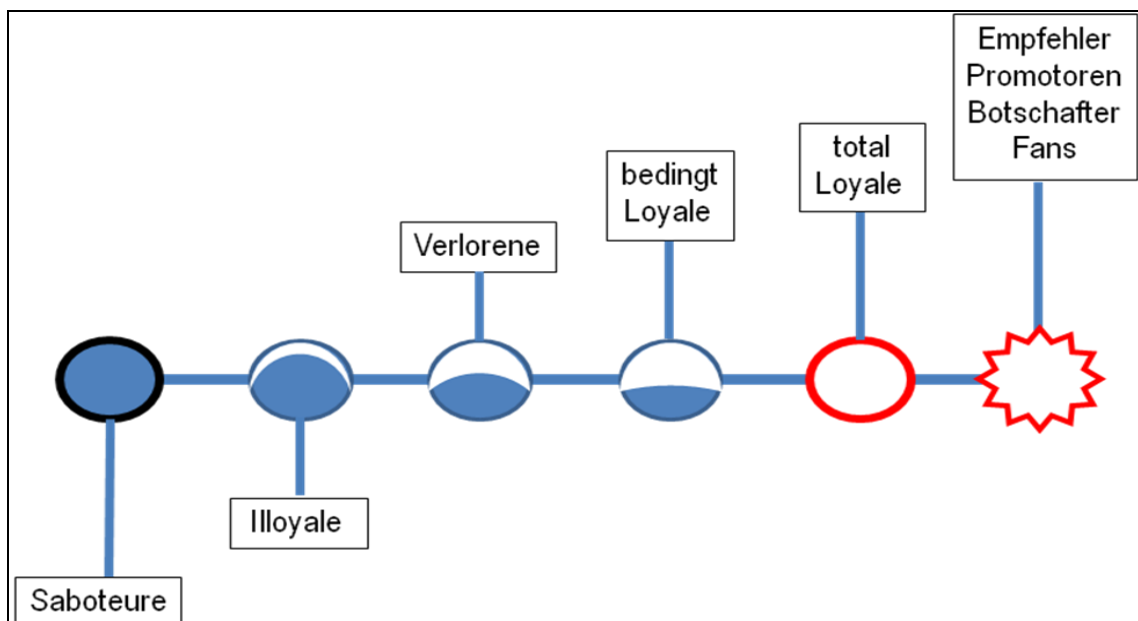 Empfehler
Promotoren
Botschafter
Fans
total
Loyale
bedingt
Loyale
Verlorene
Illoyale
Saboteure